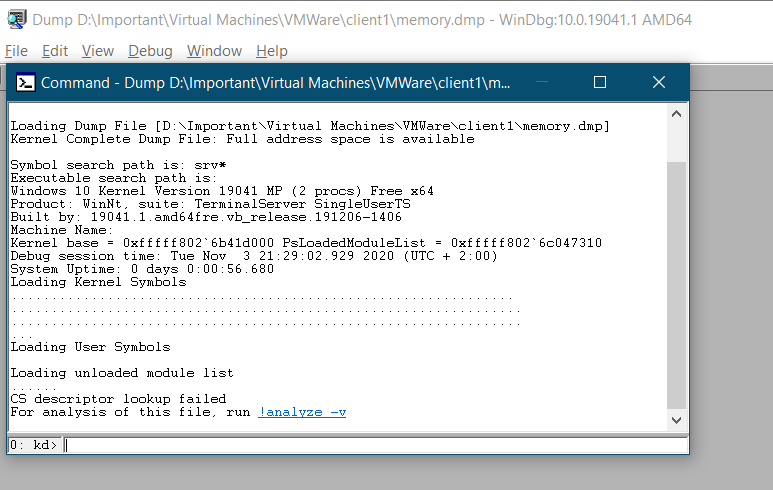 Dump D:\Important\Virtual Machines\VMWare\client1\memory.dmp - WinDbg:10.0.19041.1 AMD64
File Edit View Debug Window Help
Command - Dump D:\Important\Virtual Machines\VMWare\client1\m...
Loading Dump File [D:\Important\Virtual Machines\VMWare\client1\memory.dmp]
Kernel Complete Dump File: Full address space is available
Symbol search path is: srv*
Executable search path is:
Windows 10 Kernel Version 19041 MP (2 procs) Free x64
Product: WinNt, suite: TerminalServer SingleUserTS
Built by: 19041.1.amd64fre.vb_release.191206-1406
Machine Name:
Kernel base = 0xfffff802`6b41d000 PsLoadedModuleList = 0xfffff802`6c047310
Debug session time: Tue Nov  3 21:29:02.929 2020 (UTC + 2:00)
System Uptime: 0 days 0:00:56.680
Loading Kernel Symbols
...............................................................
................................................................
................................................................
...
Loading User Symbols
Loading unloaded module list
......
CS descriptor lookup failed
For analysis of this file, run !analyze -v
0: kd>